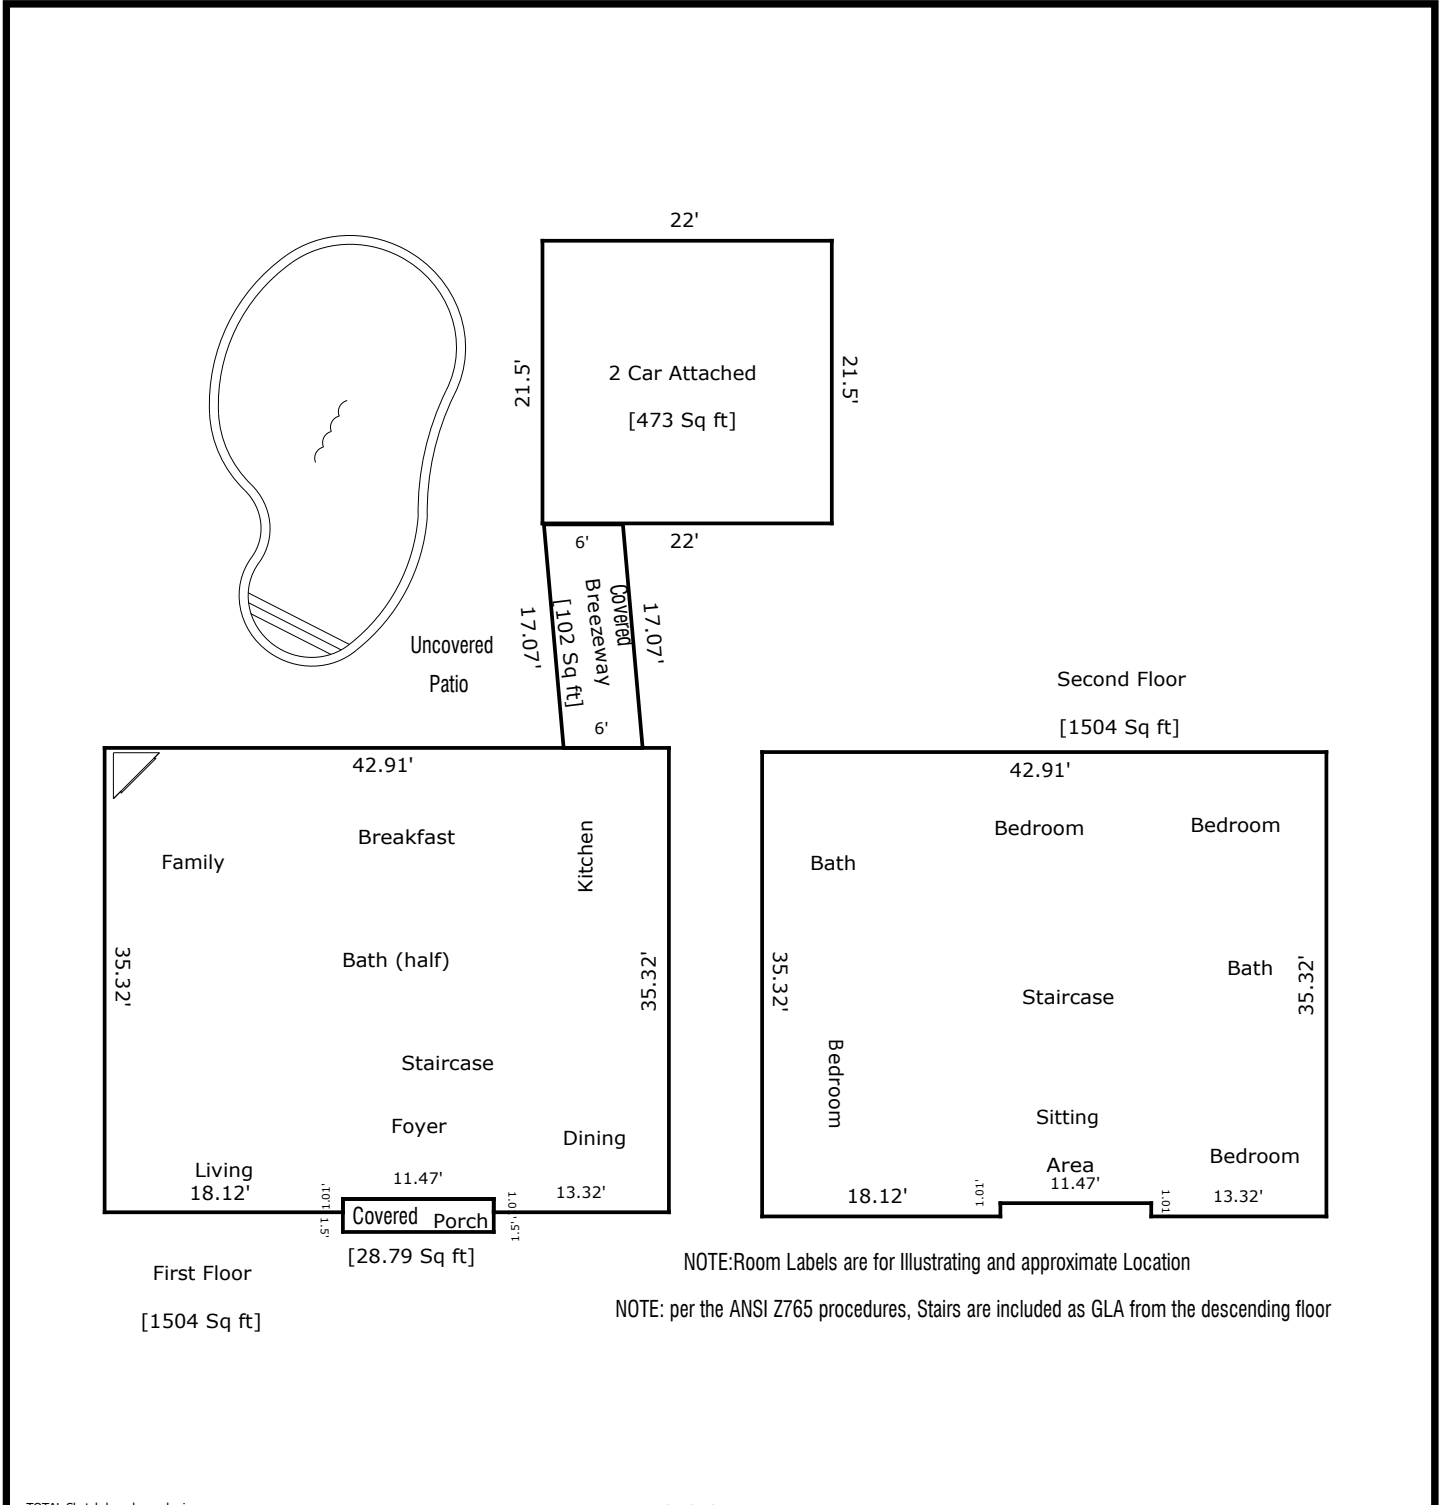 22'
21.5'
2 Car Attached
21.5'
[473 Sq ft]
6'
22'
Covered
Breezeway
[102 Sq ft]
17.07'
17.07'
6'
Uncovered
Patio
Second Floor
[1504 Sq ft]
42.91'
Breakfast
Family
Kitchen
35.32'
Bath (half)
35.32'
Staircase
Foyer
Dining
Living
18.12'
1.01'
11.47'
1.01'
13.32'
1.5'
Covered Porch
1.5'
[28.79 Sq ft]
First Floor
[1504 Sq ft]
42.91'
Bedroom
Bedroom
Bath
35.32'
Bath
35.32'
Staircase
Bedroom
Sitting
Area
Bedroom
18.12'
1.01'
11.47'
1.01
13.32'
NOTE:Room Labels are for Illustrating and approximate Location
NOTE: per the ANSI Z765 procedures, Stairs are included as GLA from the descending floor